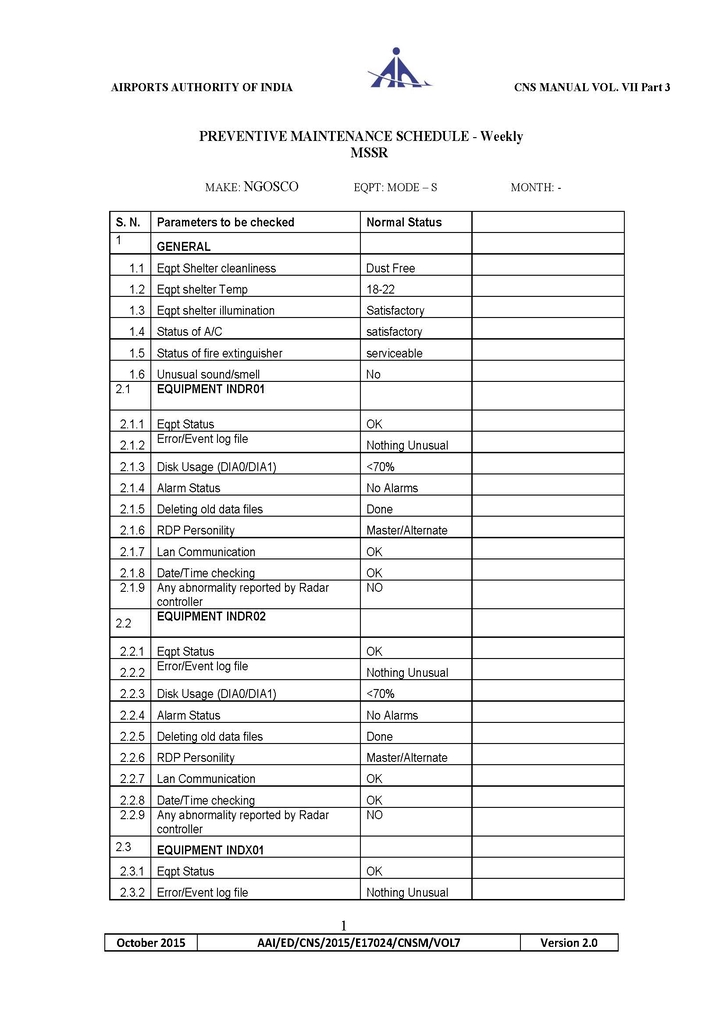 AIRPORTS AUTHORITY OF INDIA CNS MANUAL VOL. VII Part 3
PREVENTIVE MAINTENANCE SCHEDULE - Weekly
MSSR
MAKE: NGOSCO EQPT: MODE – S MONTH: -
S. N. Parameters to be checked Normal Status
1 GENERAL
1.1 Eqpt Shelter cleanliness Dust Free
1.2 Eqpt shelter Temp 18-22
1.3 Eqpt shelter illumination Satisfactory
1.4 Status of A/C satisfactory
1.5 Status of fire extinguisher serviceable
1.6 Unusual sound/smell No
2.1 EQUIPMENT INDR01
2.1.1 Eqpt Status OK
2.1.2 Error/Event log file Nothing Unusual
2.1.3 Disk Usage (DIA0/DIA1) <70%
2.1.4 Alarm Status No Alarms
2.1.5 Deleting old data files Done
2.1.6 RDP Personility Master/Alternate
2.1.7 Lan Communication OK
2.1.8 Date/Time checking OK
2.1.9 Any abnormality reported by Radar NO
controller
2.2 EQUIPMENT INDR02
2.2.1 Eqpt Status OK
2.2.2 Error/Event log file Nothing Unusual
2.2.3 Disk Usage (DIA0/DIA1) <70%
2.2.4 Alarm Status No Alarms
2.2.5 Deleting old data files Done
2.2.6 RDP Personility Master/Alternate
2.2.7 Lan Communication OK
2.2.8 Date/Time checking OK
2.2.9 Any abnormality reported by Radar NO
controller
2.3 EQUIPMENT INDX01
2.3.1 Eqpt Status OK
2.3.2 Error/Event log file Nothing Unusual
1
October 2015 AAI/ED/CNS/2015/E17024/CNSM/VOL7 Version 2.0